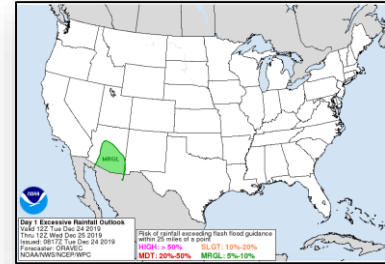 MRGL
NOAA
Day 1 Excessive Rainfall Outlook
Valid 12Z Tue Dec 24 2019
Thru 12Z Wed Dec 25 2019
Issued: 0817Z Tue Dec 24 2019
Forecaster: ORAVEC
NOAA/NWS/NCEP/WPC
Risk of rainfall exceeding flash flood guidance
within 25 miles of a point
HIGH: > 50% SLGT: 10%-20%
MDT: 20%-50% MRGL: 5%-10%